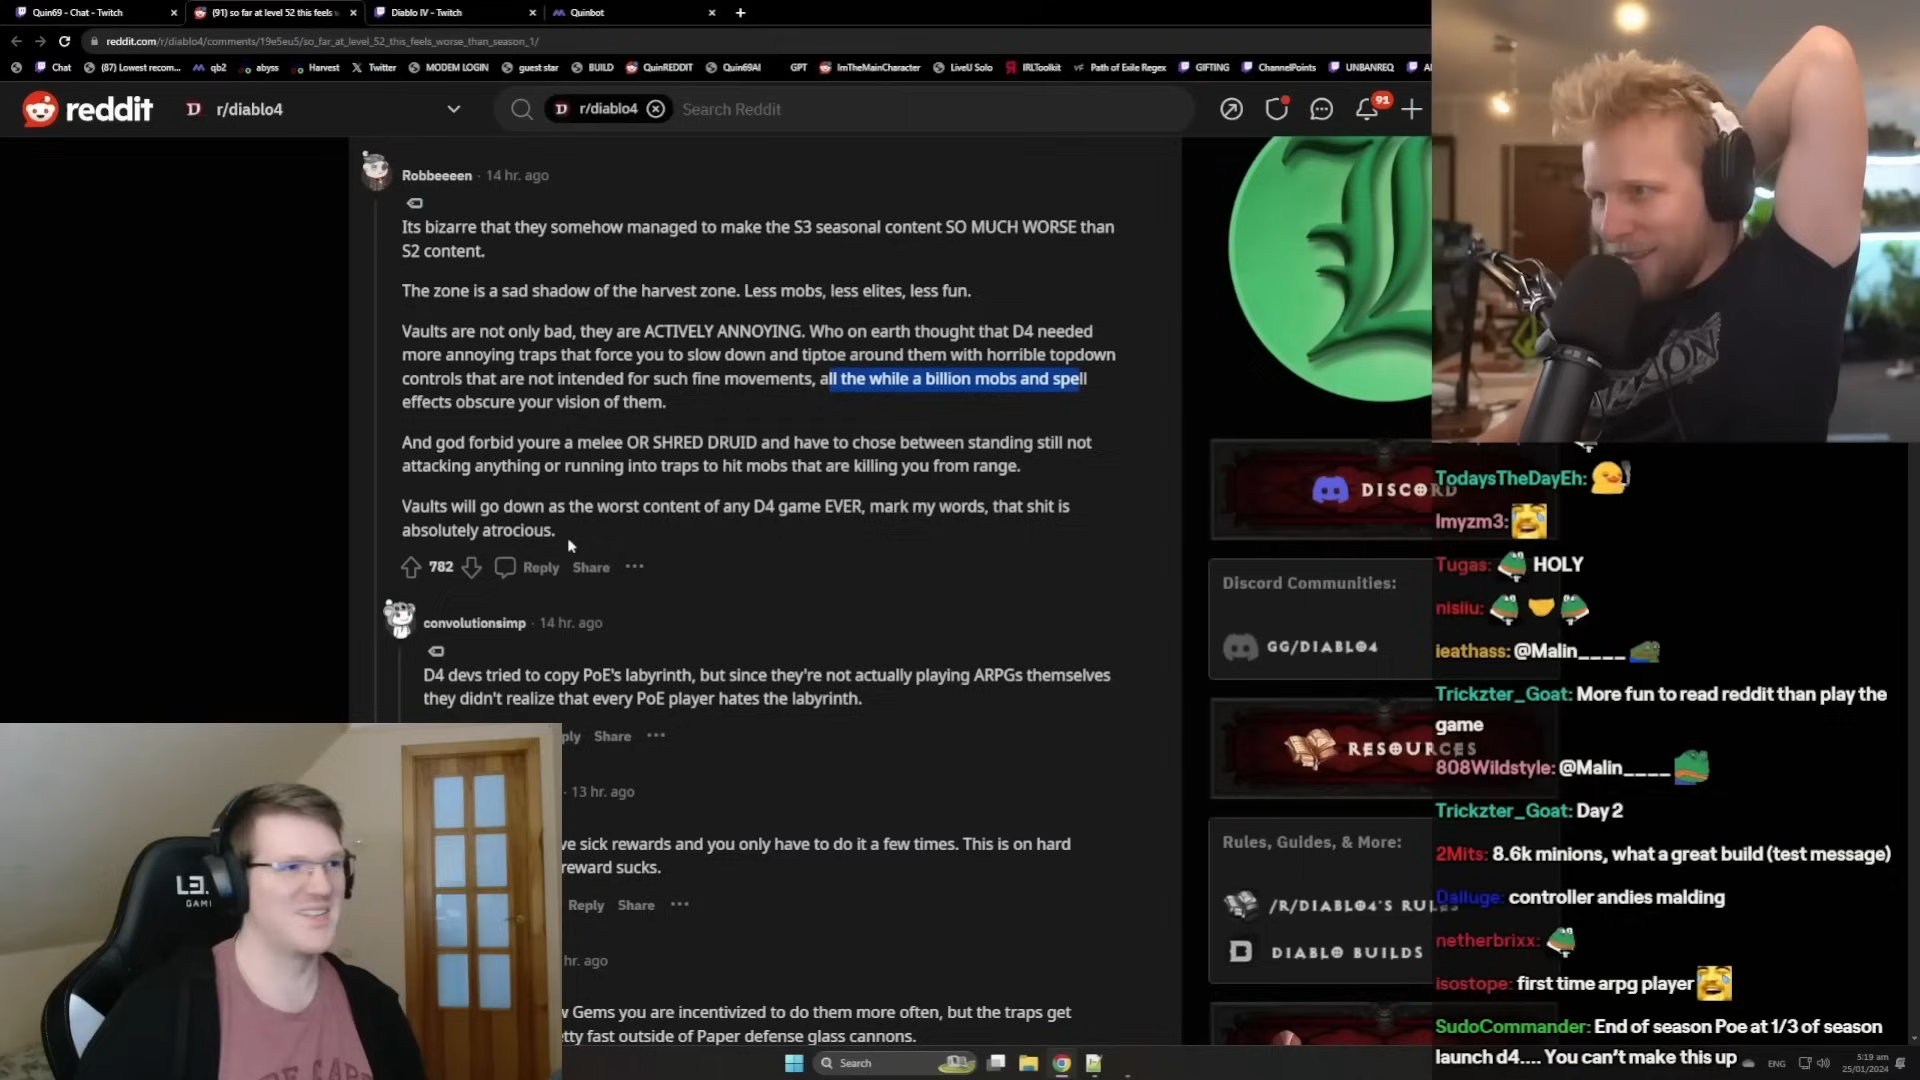 Quin69 - Chat - Twitch
(91) so far at level 52 this feels
Diablo IV - Twitch
Quinbot
reddit.com/r/diablo4/comments/19e5eu5/so_far_at_level_52_this_feels_worse_than_season_1/
Chat (87) Lowest recom... qb2 abyss Harvest Twitter MODEM LOGIN guest star BUILD QuinREDDIT Quin69AI GPT ImTheMainCharacter LiveU Solo IRLToolkit Path of Exile Regex GIFTING ChannelPoints UNBANREQ
reddit r/diablo4 r/diablo4 Search Reddit 91
Robbeeeen · 14 hr. ago
Its bizarre that they somehow managed to make the S3 seasonal content SO MUCH WORSE than
S2 content.
The zone is a sad shadow of the harvest zone. Less mobs, less elites, less fun.
Vaults are not only bad, they are ACTIVELY ANNOYING. Who on earth thought that D4 needed
more annoying traps that force you to slow down and tiptoe around them with horrible topdown
controls that are not intended for such fine movements, all the while a billion mobs and spell
effects obscure your vision of them.
And god forbid youre a melee OR SHRED DRUID and have to chose between standing still not
attacking anything or running into traps to hit mobs that are killing you from range.
Vaults will go down as the worst content of any D4 game EVER, mark my words, that shit is
absolutely atrocious.
782 Reply Share ···
convolutionsimp · 14 hr. ago
D4 devs tried to copy PoE's labyrinth, but since they're not actually playing ARPGs themselves
they didn't realize that every PoE player hates the labyrinth.
ply Share ···
· 13 hr. ago
ve sick rewards and you only have to do it a few times. This is on hard
reward sucks.
Reply Share ···
hr. ago
w Gems you are incentivized to do them more often, but the traps get
etty fast outside of Paper defense glass cannons.
DISCORD
Discord Communities:
GG/DIABLO4
RESOURCES
Rules, Guides, & More:
/R/DIABLO4'S RUL
DIABLO BUILDS
TodaysTheDayEh:
lmyzm3:
Tugas: HOLY
nisiiu:
ieathass: @Malin____
Trickzter_Goat: More fun to read reddit than play the
game
808Wildstyle: @Malin____
Trickzter_Goat: Day 2
2Mits: 8.6k minions, what a great build (test message)
Dalluge: controller andies malding
netherbrixx:
isostope: first time arpg player
SudoCommander: End of season Poe at 1/3 of season
launch d4.... You can't make this up
GAMI
Search
ENG
5:19 am
25/01/2024